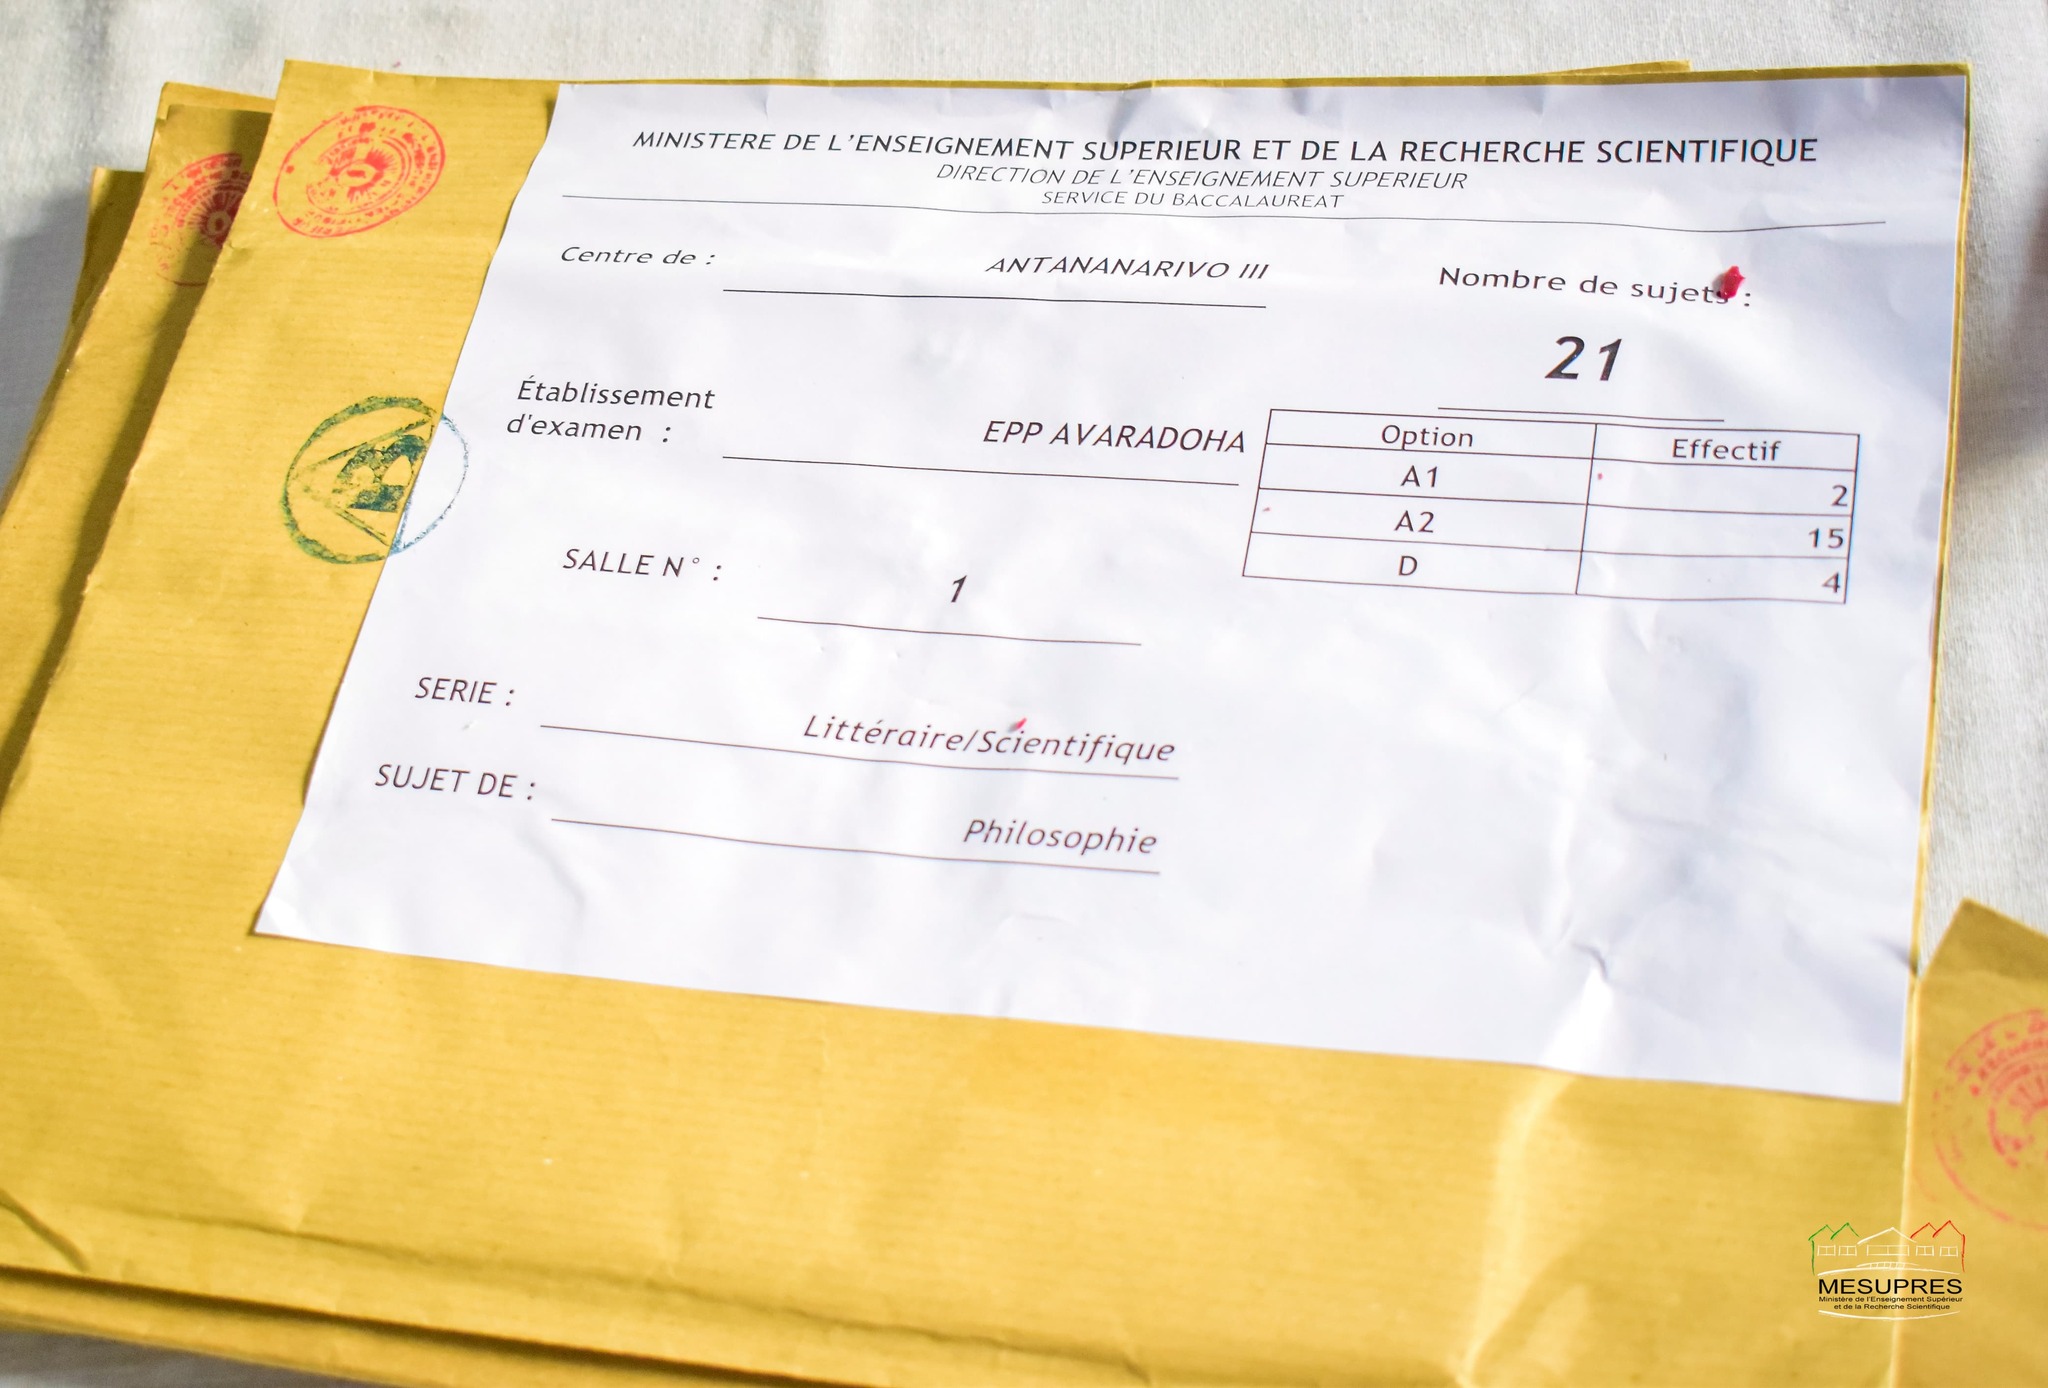 MINISTERE DE L'ENSEIGNEMENT SUPERIEUR ET DE LA RECHERCHE SCIENTIFIQUE
DIRECTION DE L'ENSEIGNEMENT SUPERIEUR
SERVICE DU BACCALAUREAT
Centre de : ANTANANARIVO III
Nombre de sujets :
21
Établissement
d'examen : EPP AVARADOHA
Option Effectif
A1 2
A2 15
D 4
SALLE N° : 1
SERIE : Littéraire/Scientifique
SUJET DE : Philosophie
MESUPRES
Ministère de l'Enseignement Supérieur
et de la Recherche Scientifique